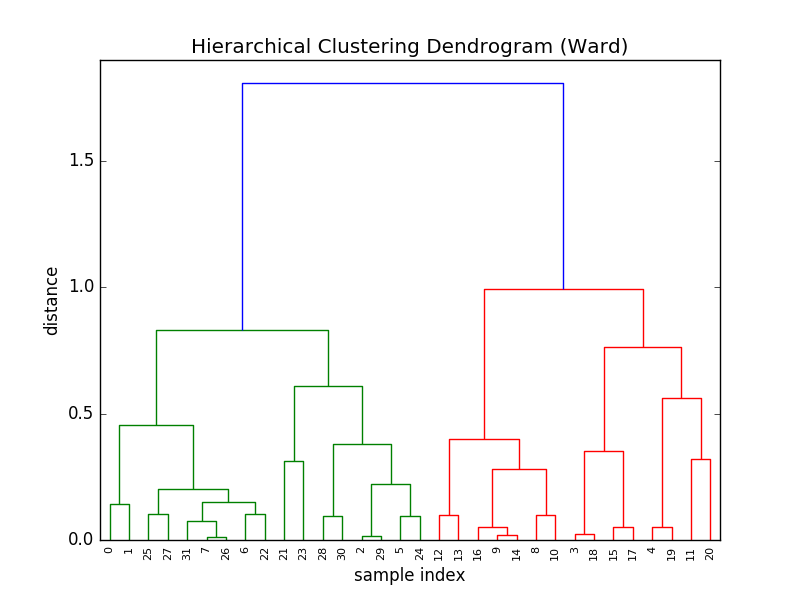 Hierarchical Clustering Dendrogram (Ward)
1.5
1.0
0.5
0.0
distance
0 1 25 27 31 7 26 6 22 21 23 28 30 2 29 5 24 12 13 16 9 14 8 10 3 18 15 17 4 19 11 20
sample index